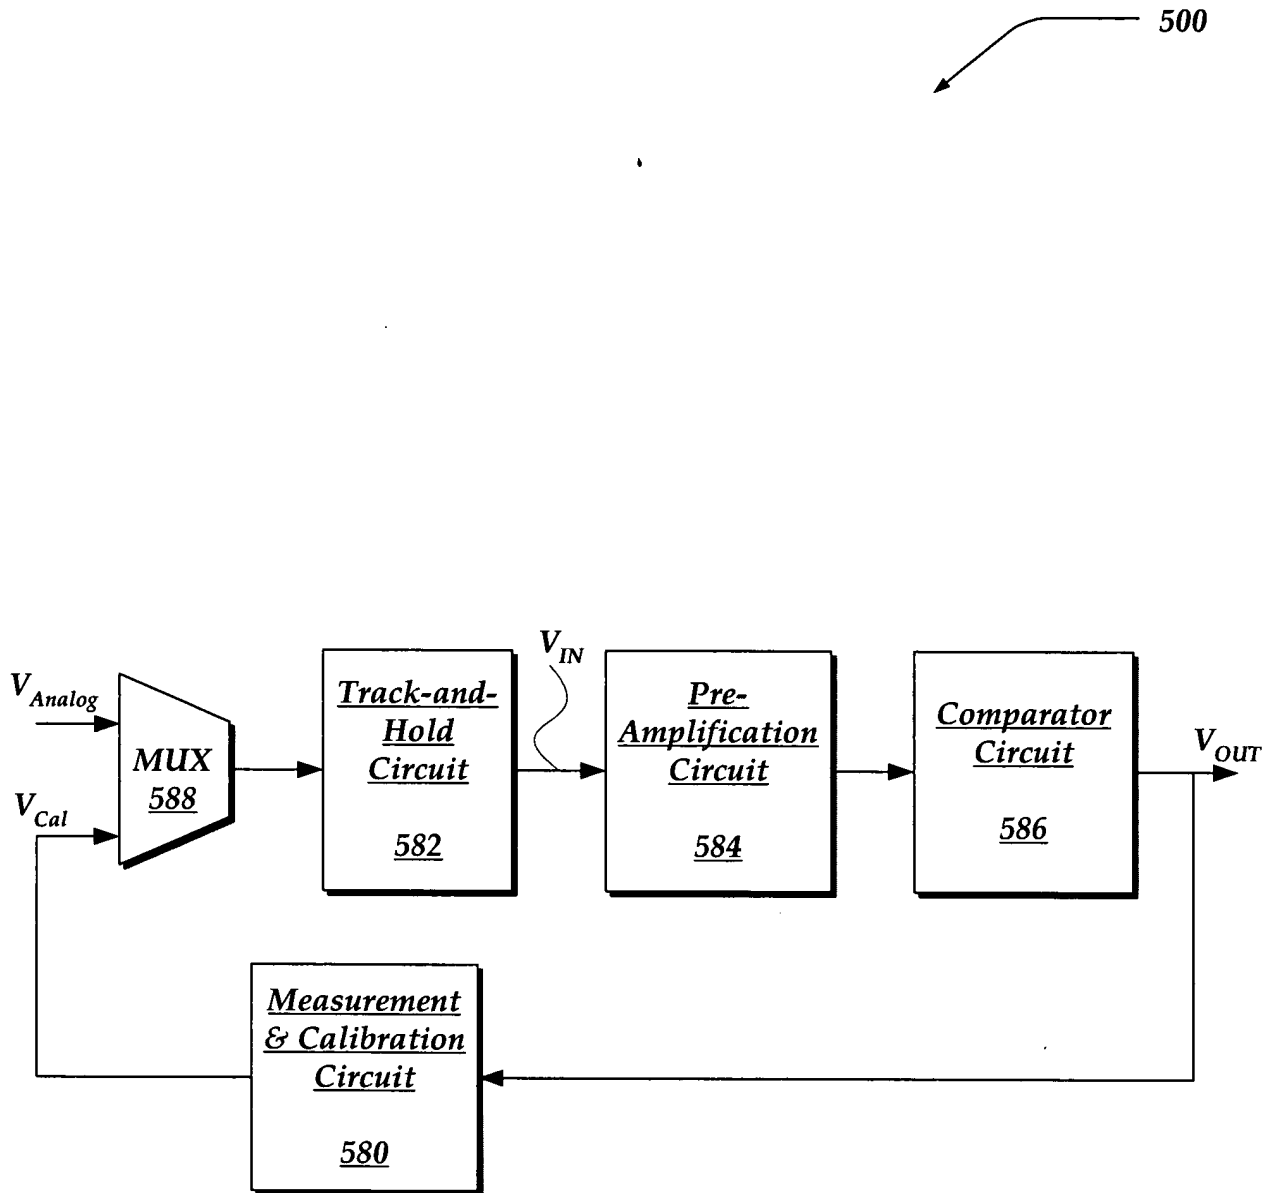 500
V_IN
V_Analog
V_Cal
MUX
588
Track-and-
Hold
Circuit
582
Pre-
Amplification
Circuit
584
Comparator
Circuit
586
V_OUT
Measurement
& Calibration
Circuit
580